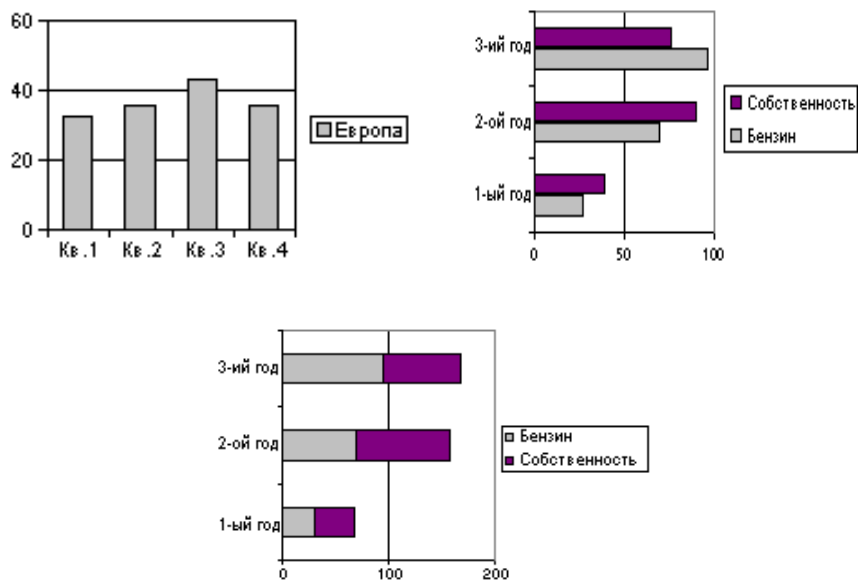 60
40
20
0
Кв.1 Кв.2 Кв.3 Кв.4
Европа
3-ий год
2-ой год
1-ый год
0 50 100
Собственность
Бензин
3-ий год
2-ой год
1-ый год
0 100 200
Бензин
Собственность